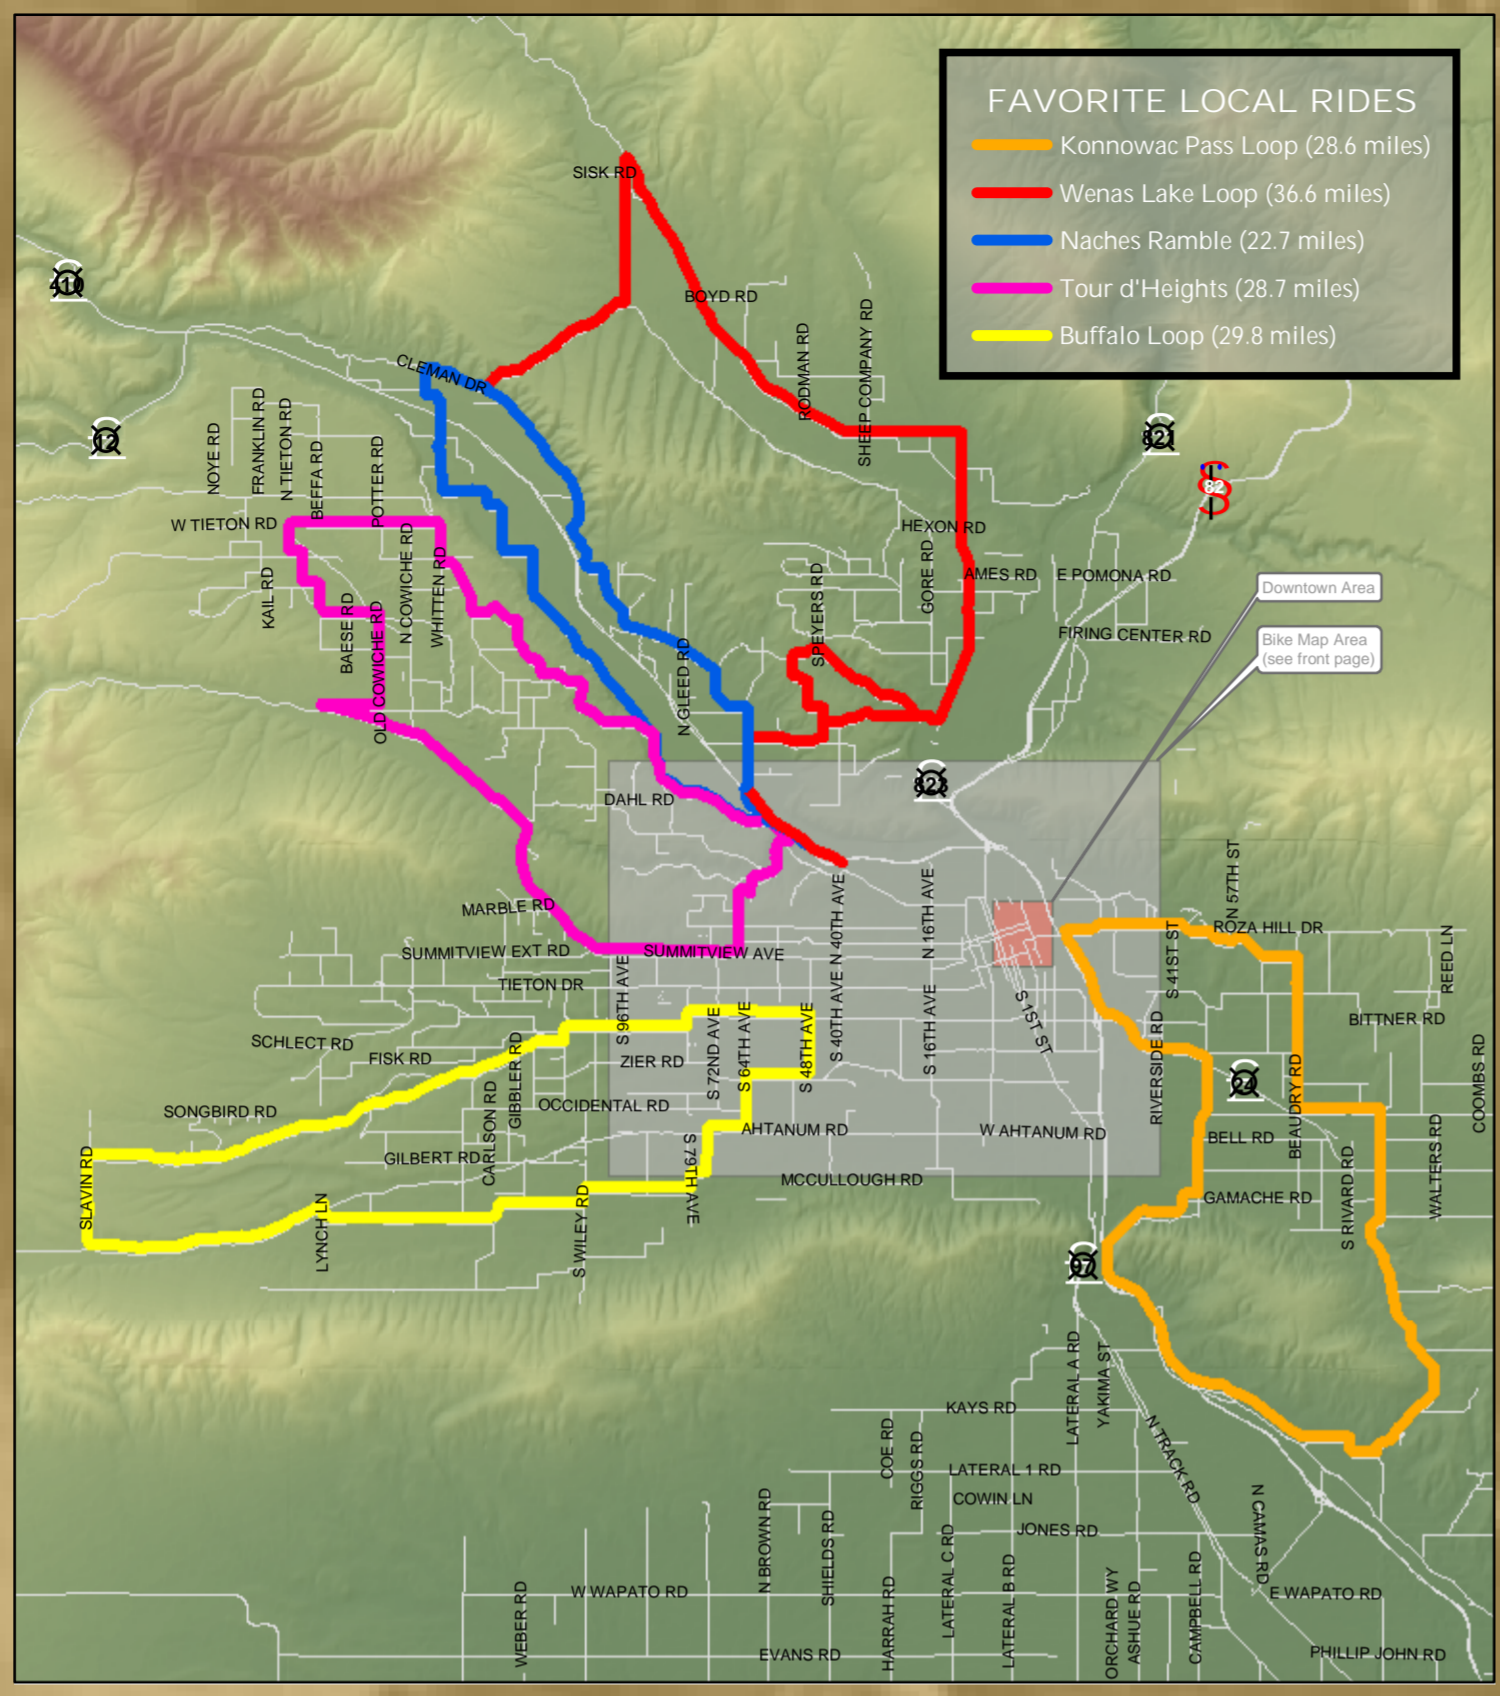 FAVORITE LOCAL RIDES
Konnowac Pass Loop (28.6 miles)
Wenas Lake Loop (36.6 miles)
Naches Ramble (22.7 miles)
Tour d'Heights (28.7 miles)
Buffalo Loop (29.8 miles)
SISK RD
410
BOYD RD
RODMAN RD
SHEEP COMPANY RD
CLEMAN DR
12
821
82
NOYE RD
FRANKLIN RD
N TIETON RD
BEFFA RD
POTTER RD
W TIETON RD
N COWICHE RD
WHITTEN RD
KAIL RD
BAESE RD
OLD COWICHE RD
HEXON RD
GORE RD
AMES RD
E POMONA RD
SPEYERS RD
FIRING CENTER RD
N GLEED RD
Downtown Area
Bike Map Area
(see front page)
823
DAHL RD
MARBLE RD
SUMMITVIEW EXT RD
SUMMITVIEW AVE
TIETON DR
S 96TH AVE
N 40TH AVE
S 40TH AVE
N 16TH AVE
S 16TH AVE
S 1ST ST
N 57TH ST
ROZA HILL DR
S 41ST ST
REED LN
BITTNER RD
COOMBS RD
SCHLECT RD
FISK RD
GIBBLER RD
ZIER RD
S 72ND AVE
S 64TH AVE
S 48TH AVE
RIVERSIDE RD
24
BEAUDRY RD
SONGBIRD RD
CARLSON RD
OCCIDENTAL RD
AHTANUM RD
W AHTANUM RD
BELL RD
WALTERS RD
SLAVIN RD
GILBERT RD
S 79TH AVE
MCCULLOUGH RD
GAMACHE RD
S RIVARD RD
LYNCH LN
S WILEY RD
97
LATERAL A RD
YAKIMA ST
KAYS RD
COE RD
RIGGS RD
LATERAL 1 RD
COWIN LN
JONES RD
N TRACK RD
N CAMAS RD
N BROWN RD
SHIELDS RD
LATERAL C RD
LATERAL B RD
WEBER RD
W WAPATO RD
HARRAH RD
ORCHARD WY
ASHUE RD
CAMPBELL RD
E WAPATO RD
EVANS RD
PHILLIP JOHN RD